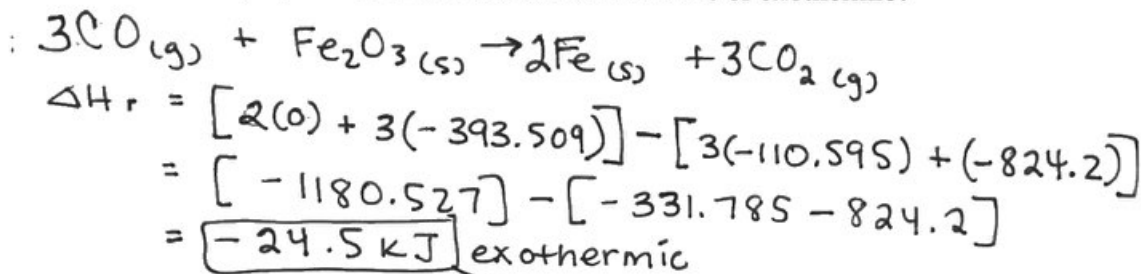 : 3CO(g) + Fe₂O₃(s) → 2Fe(s) + 3CO₂(g)
ΔHr = [2(0) + 3(-393.509)] - [3(-110.595) + (-824.2)]
= [-1180.527] - [-331.785 - 824.2]
= -24.5 kJ exothermic